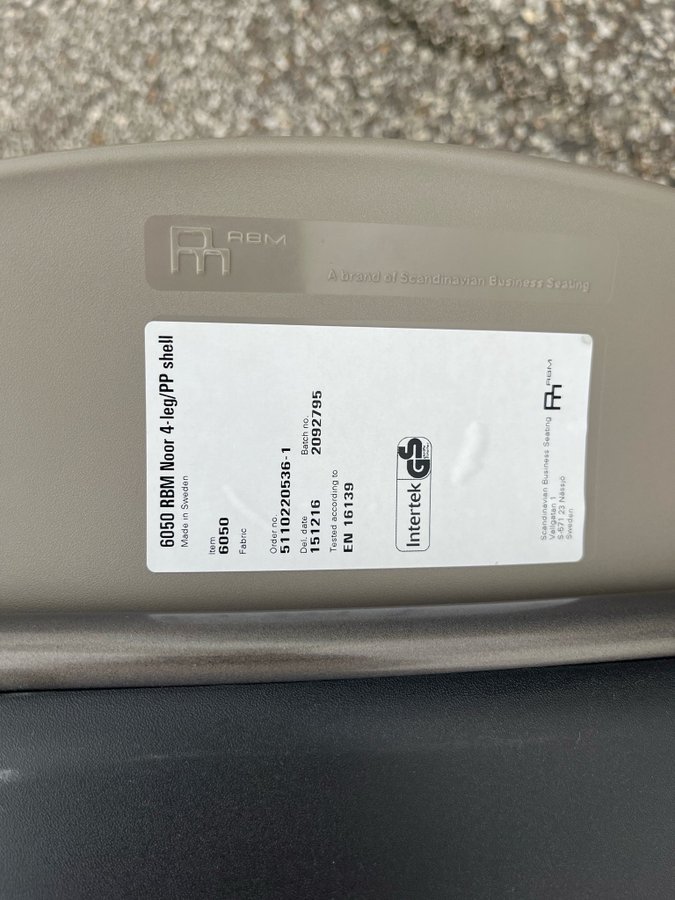 RBM
A brand of Scandinavian Business Seating
6050 RBM Noor 4-leg/PP shell
Made in Sweden
Item
6050
Fabric
Order no.
5110220536-1
Del. date
151216
Batch no.
2092795
Tested according to
EN 16139
Intertek
GS
Scandinavian Business Seating
Vallgatan 1
S-571 23 Nässjö
Sweden
RBM